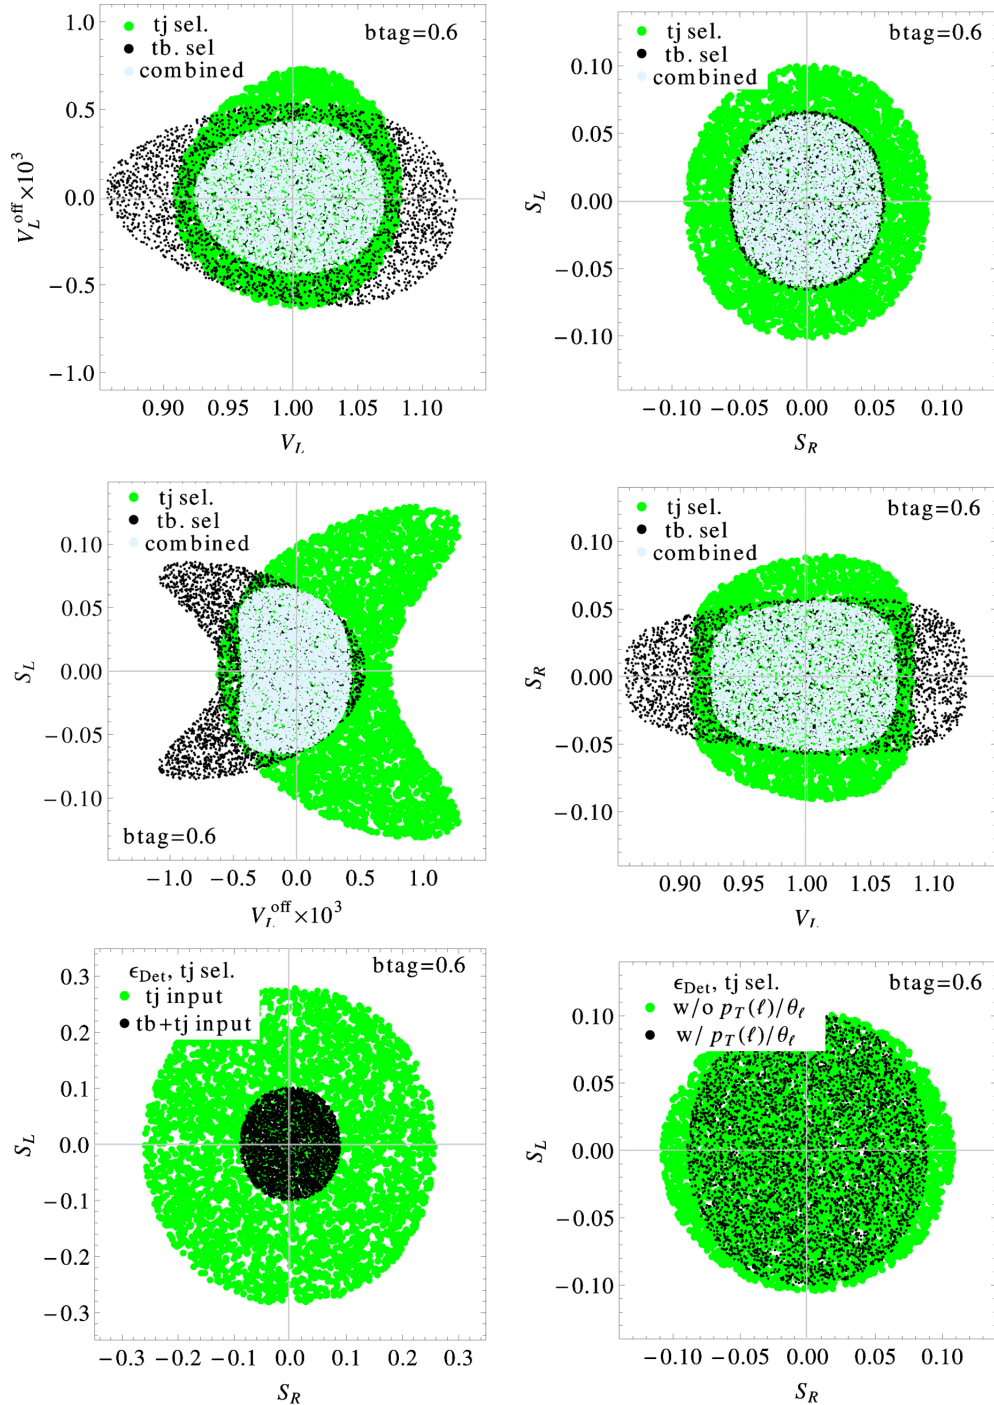 tj sel.
tb. sel
combined
btag=0.6
1.0
0.5
0.0
−0.5
−1.0
V_L^off×10^3
0.90 0.95 1.00 1.05 1.10
V_L
tj sel.
tb. sel
combined
btag=0.6
0.10
0.05
0.00
−0.05
−0.10
S_L
−0.10 −0.05 0.00 0.05 0.10
S_R
tj sel.
tb. sel
combined
0.10
0.05
0.00
−0.05
−0.10
S_L
btag=0.6
−1.0 −0.5 0.0 0.5 1.0
V_L^off×10^3
tj sel.
tb. sel
combined
btag=0.6
0.10
0.05
0.00
−0.05
−0.10
S_R
0.90 1.00 1.10
V_L
ϵ_Det, tj sel.
tj input
tb+tj input
btag=0.6
0.3
0.2
0.1
0.0
−0.1
−0.2
−0.3
S_L
−0.3 −0.2 −0.1 0.0 0.1 0.2 0.3
S_R
ϵ_Det, tj sel.
w/o p_T(ℓ)/θ_ℓ
w/ p_T(ℓ)/θ_ℓ
btag=0.6
0.10
0.05
0.00
−0.05
−0.10
S_L
−0.10 −0.05 0.00 0.05 0.10
S_R